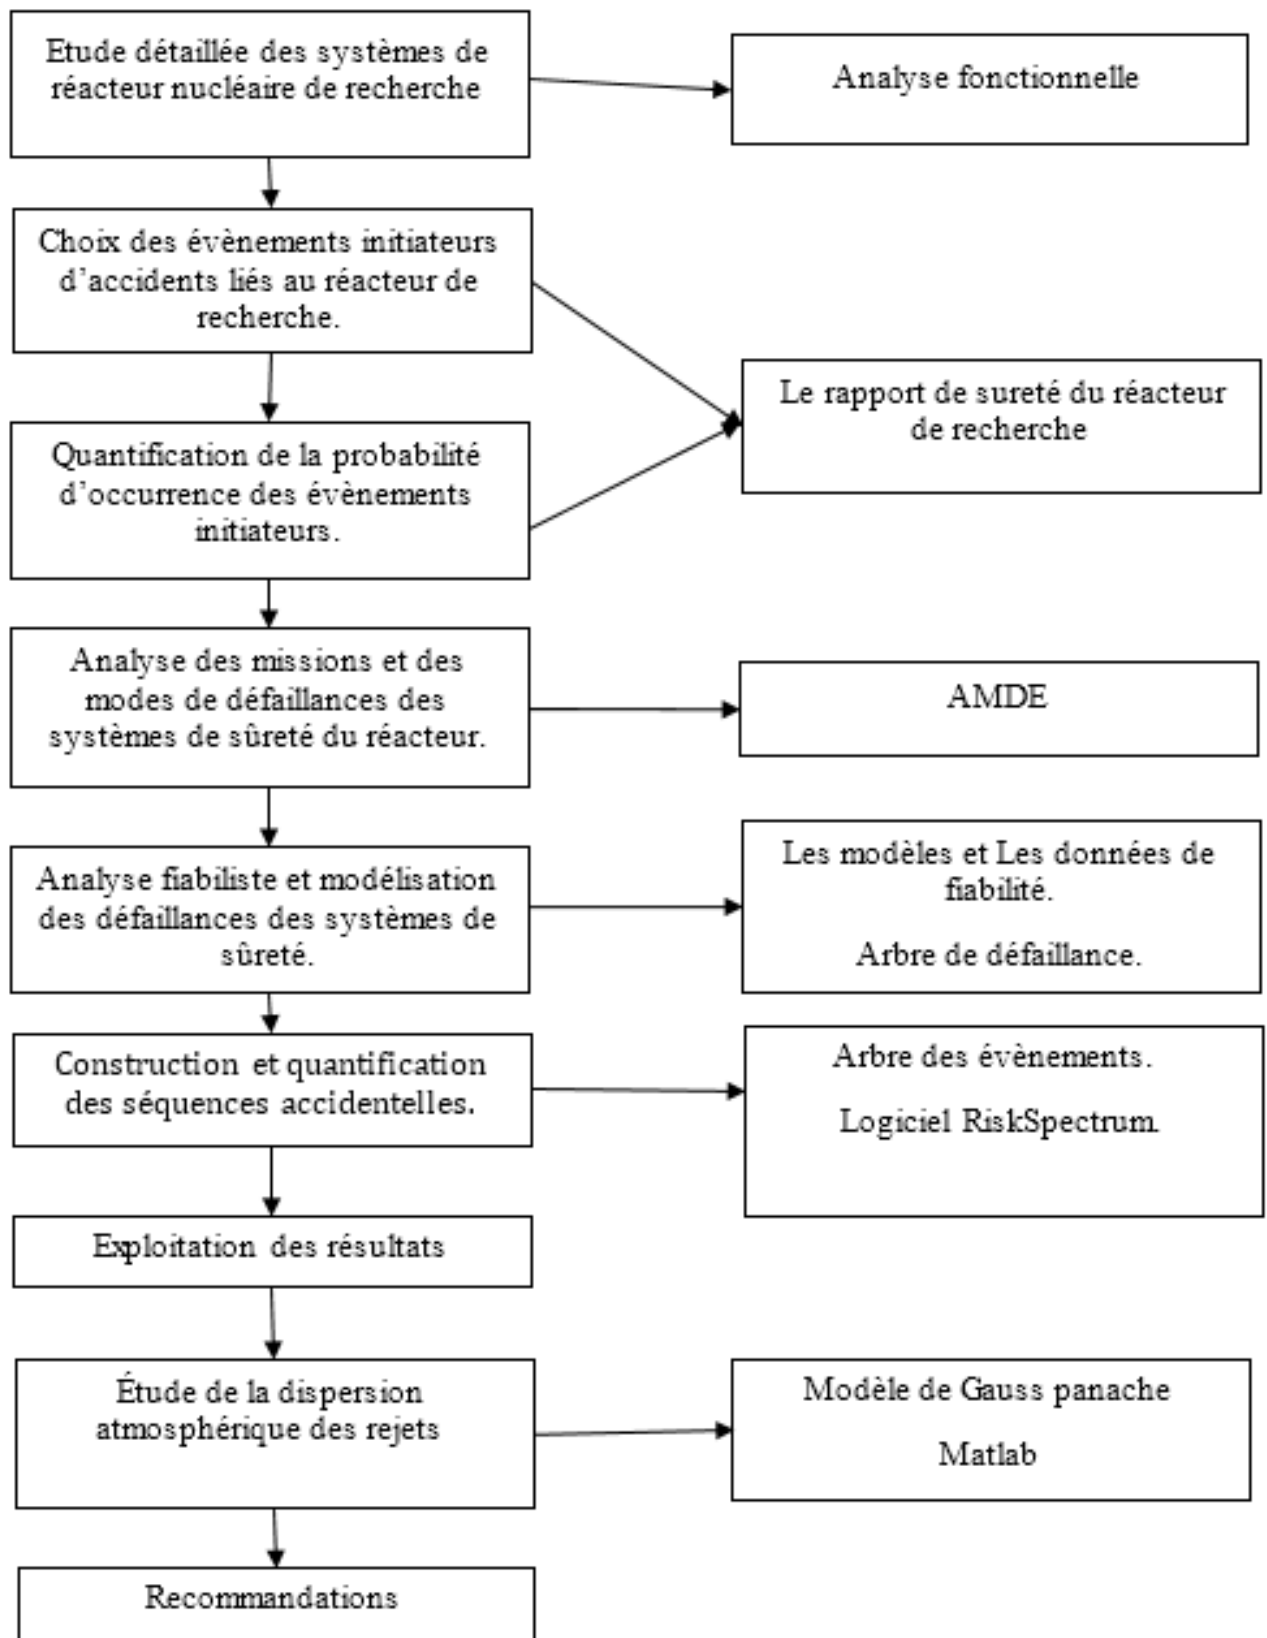 Etude détaillée des systèmes de
réacteur nucléaire de recherche
Analyse fonctionnelle
Choix des évènements initiateurs
d’accidents liés au réacteur de
recherche.
Le rapport de sureté du réacteur
de recherche
Quantification de la probabilité
d’occurrence des évènements
initiateurs.
Analyse des missions et des
modes de défaillances des
systèmes de sûreté du réacteur.
AMDE
Analyse fiabiliste et modélisation
des défaillances des systèmes de
sûreté.
Les modèles et Les données de
fiabilité.
Arbre de défaillance.
Construction et quantification
des séquences accidentelles.
Arbre des évènements.
Logiciel RiskSpectrum.
Exploitation des résultats
Étude de la dispersion
atmosphérique des rejets
Modèle de Gauss panache
Matlab
Recommandations